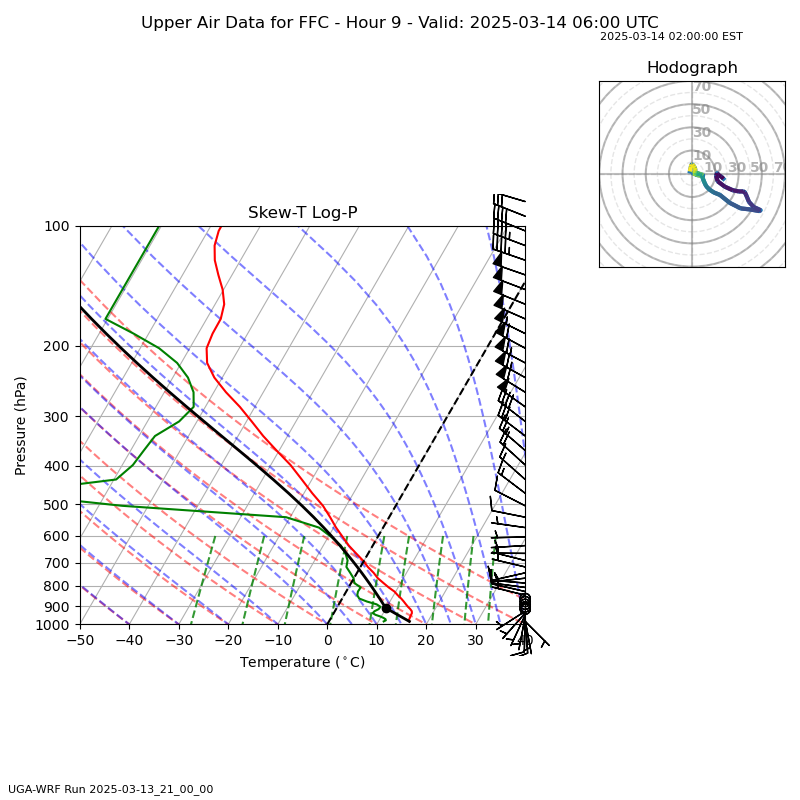 Upper Air Data for FFC - Hour 9 - Valid: 2025-03-14 06:00 UTC
2025-03-14 02:00:00 EST
Hodograph
70
50
30
10
10 30 50 70
Skew-T Log-P
100
200
300
400
500
600
700
800
900
1000
Pressure (hPa)
−50 −40 −30 −20 −10 0 10 20 30 40
Temperature (°C)
UGA-WRF Run 2025-03-13_21_00_00